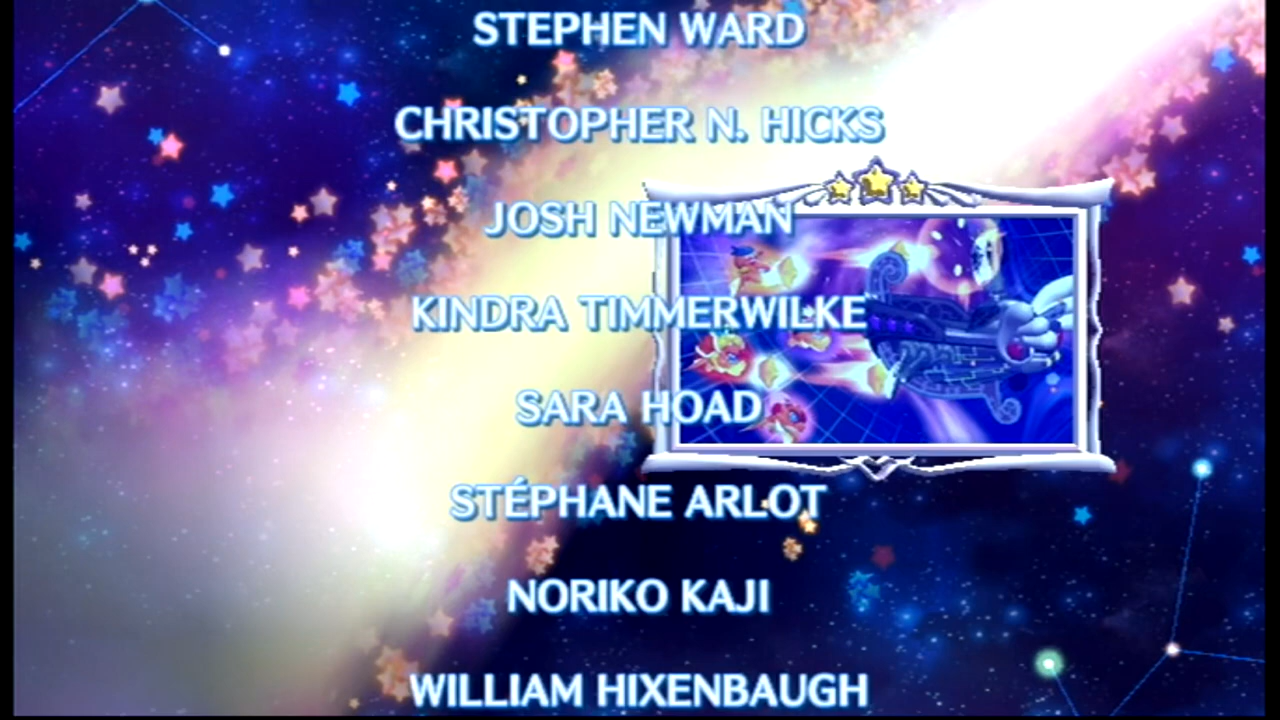 STEPHEN WARD
CHRISTOPHER N. HICKS
JOSH NEWMAN
KINDRA TIMMERWILKE
SARA HOAD
STÉPHANE ARLOT
NORIKO KAJI
WILLIAM HIXENBAUGH